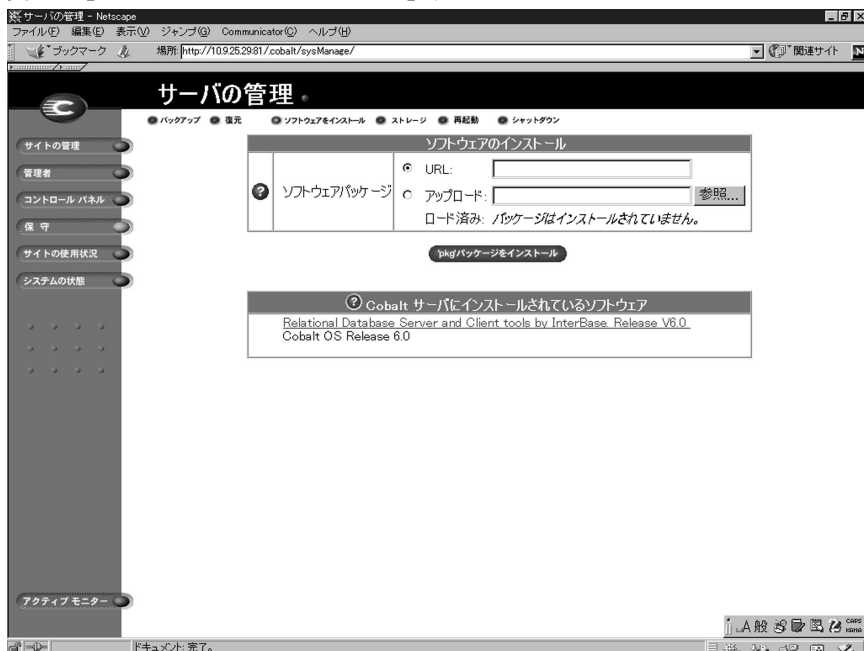 サーバの管理 - Netscape
ファイル(F) 編集(E) 表示(V) ジャンプ(G) Communicator(C) ヘルプ(H)
ブックマーク 場所: http://10.9.25.29:81/.cobalt/sysManage/ 関連サイト
サーバの管理
バックアップ 復元 ソフトウェアをインストール ストレージ 再起動 シャットダウン
サイトの管理
管理者
コントロール パネル
保 守
サイトの使用状況
システムの状態
アクティブ モニター
ソフトウェアのインストール
ソフトウェアパッケージ
URL:
アップロード: 参照...
ロード済み: パッケージはインストールされていません。
'pkg'パッケージをインストール
Cobalt サーバにインストールされているソフトウェア
Relational Database Server and Client tools by InterBase. Release V6.0
Cobalt OS Release 6.0
A 般 CAPS KANA
ドキュメント: 完了。